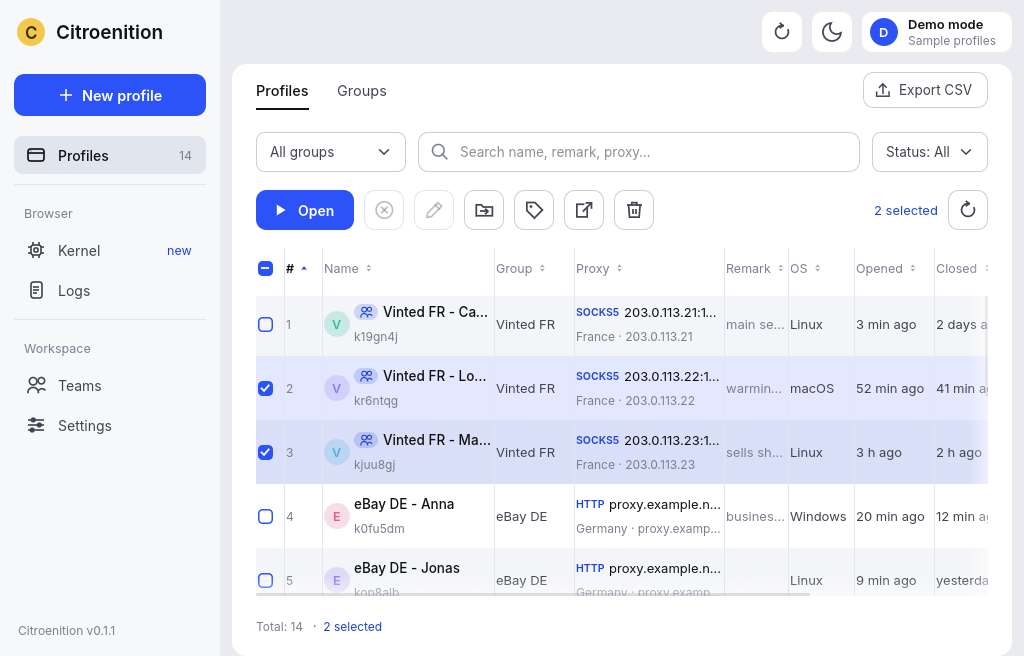 C Citroenition
Demo mode
D
Sample profiles
New profile
Profiles 14
Browser
Kernel new
Logs
Workspace
Teams
Settings
Citroenition v0.1.1
Profiles Groups
Export CSV
All groups
Search name, remark, proxy...
Status: All
Open
2 selected
# Name Group Proxy Remark OS Opened Closed
1 V Vinted FR - Ca... Vinted FR SOCKS5 203.0.113.21:1... main se... Linux 3 min ago 2 days a
k19gn4j France · 203.0.113.21
2 V Vinted FR - Lo... Vinted FR SOCKS5 203.0.113.22:1... warmin... macOS 52 min ago 41 min ag
kr6ntqg France · 203.0.113.22
3 V Vinted FR - Ma... Vinted FR SOCKS5 203.0.113.23:1... sells sh... Linux 3 h ago 2 h ago
kjuu8gj France · 203.0.113.23
4 E eBay DE - Anna eBay DE HTTP proxy.example.n... busines... Windows 20 min ago 12 min ag
k0fu5dm Germany · proxy.examp...
5 E eBay DE - Jonas eBay DE HTTP proxy.example.n... Linux 9 min ago yesterda
kop8alb Germany · proxy.examp...
Total: 14 · 2 selected